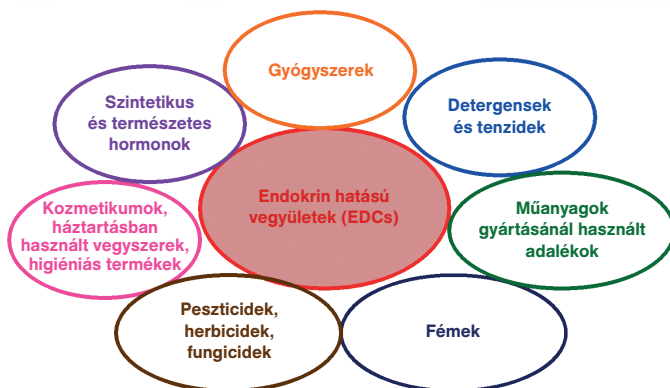 Gyógyszerek
Szintetikus
és természetes
hormonok
Detergensek
és tenzidek
Endokrin hatású
vegyületek (EDCs)
Kozmetikumok,
háztartásban
használt vegyszerek,
higiéniás termékek
Műanyagok
gyártásánál használt
adalékok
Peszticidek,
herbicidek,
fungicidek
Fémek